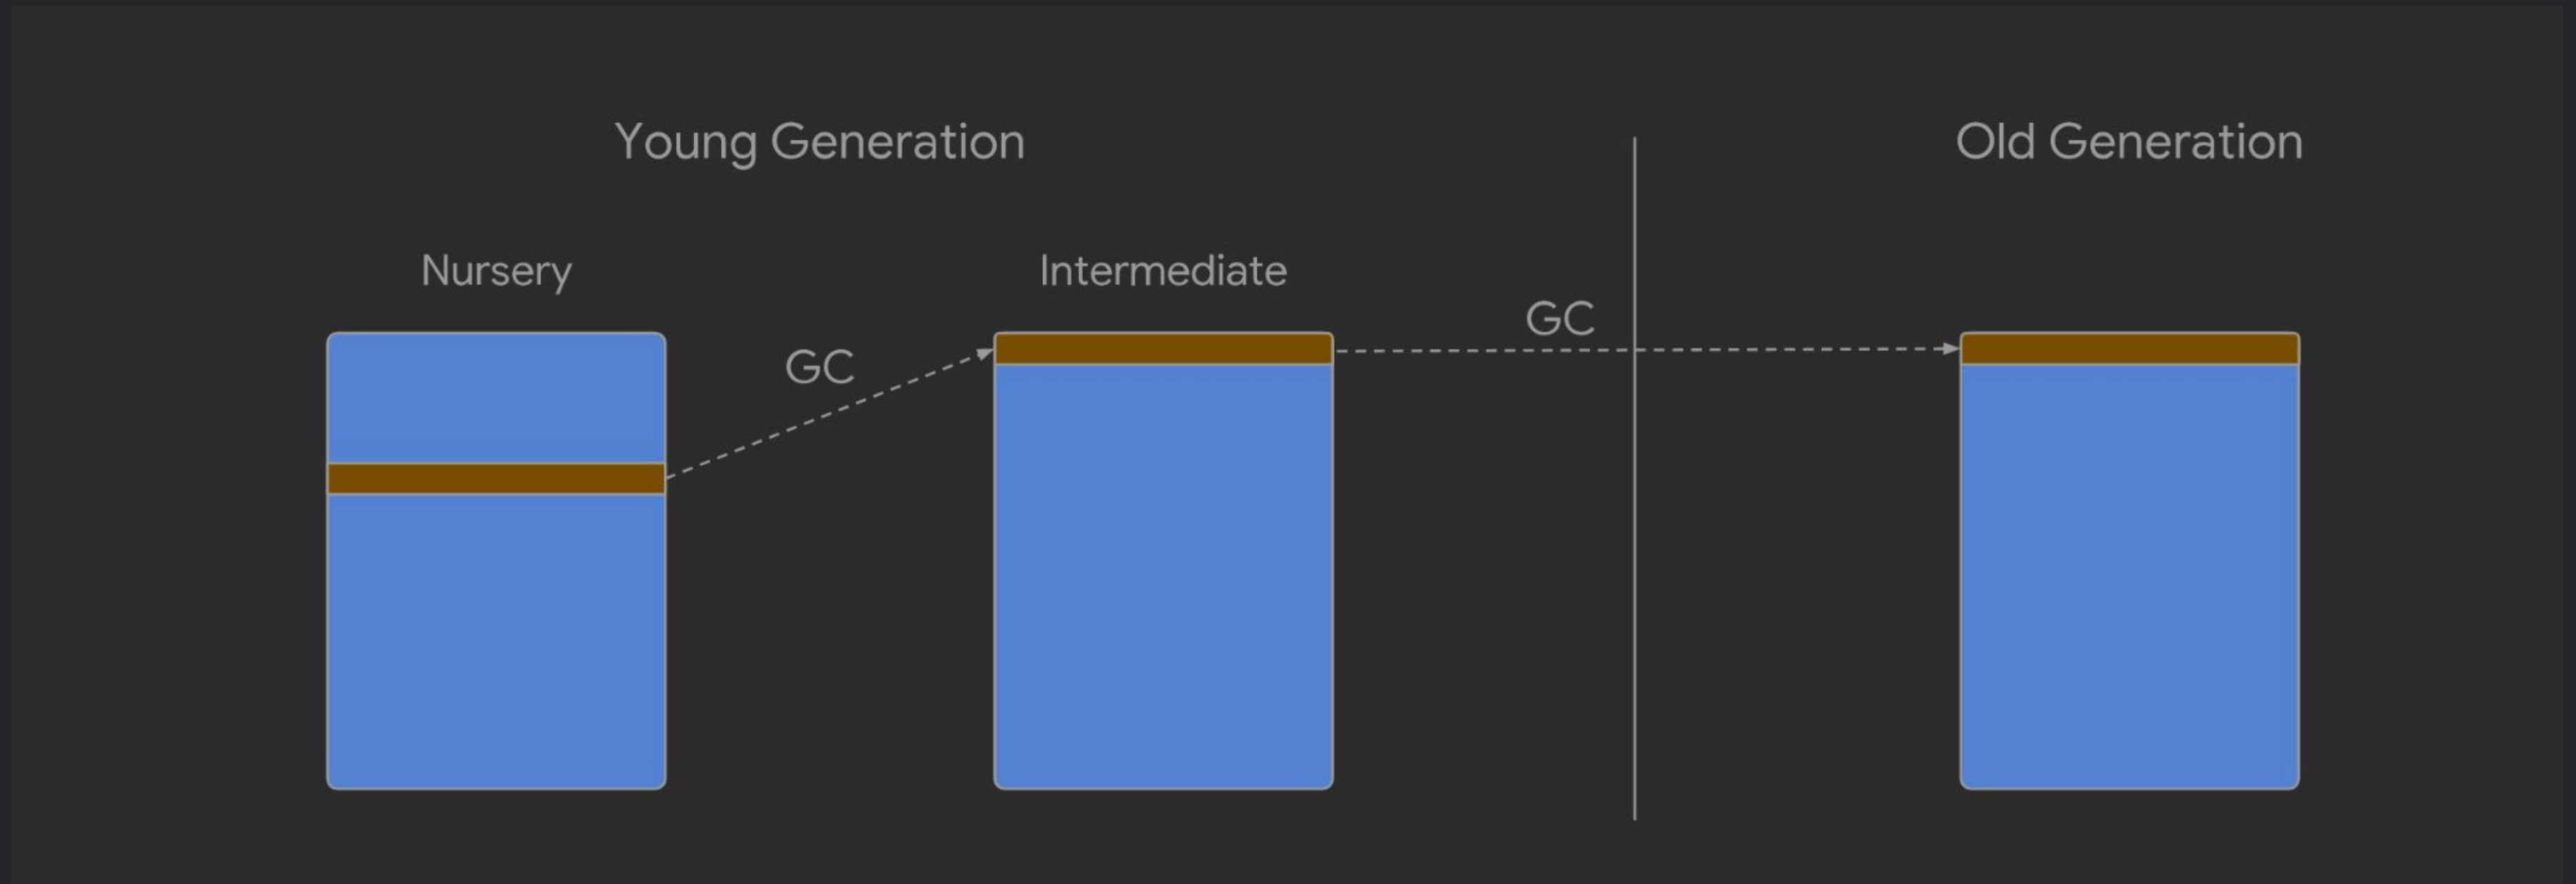 Young Generation
Old Generation
Nursery
Intermediate
GC
GC